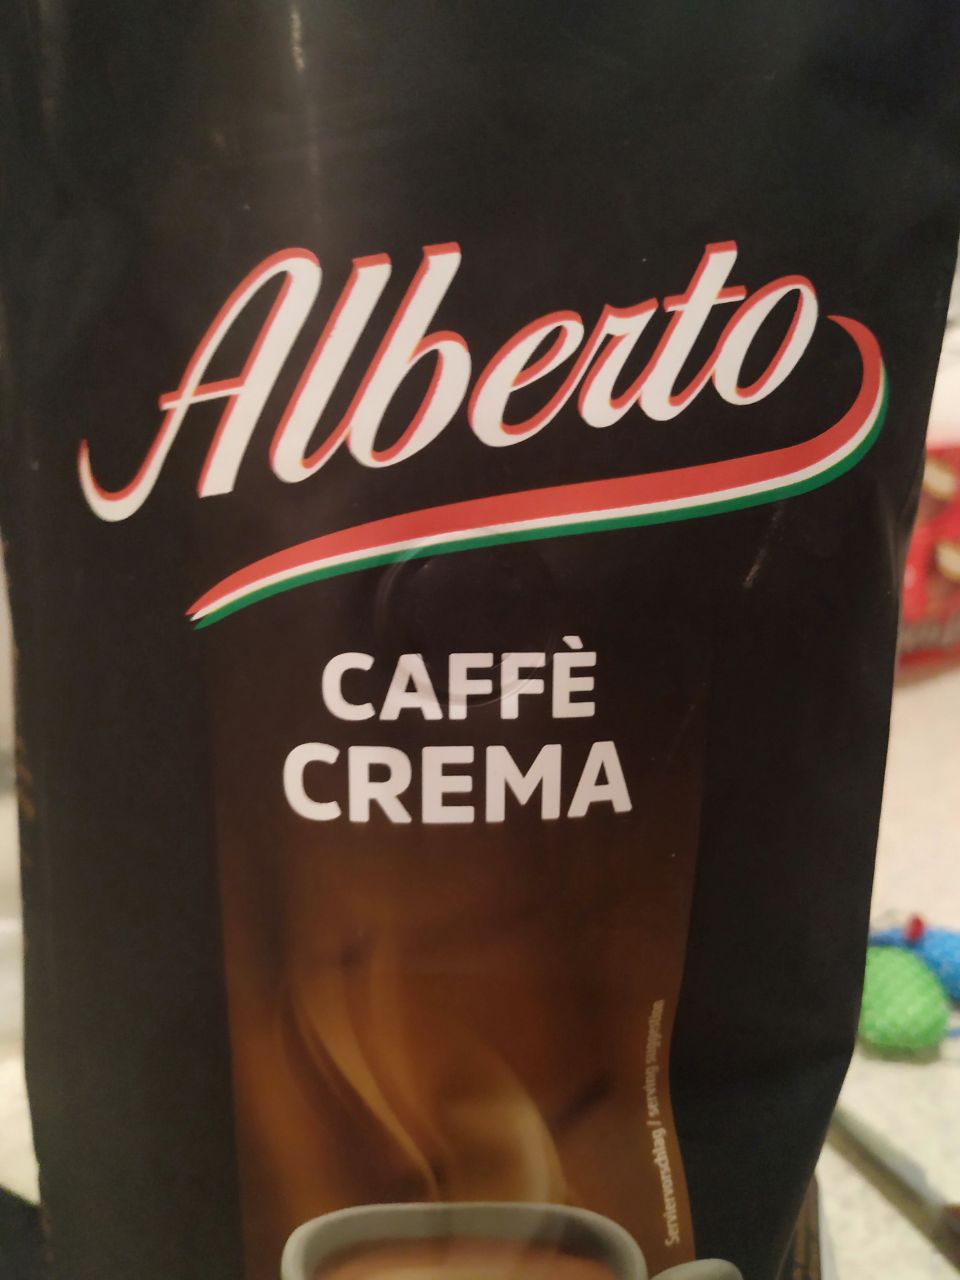 Alberto
CAFFÈ
CREMA
Serviervorschlag / serving suggestion